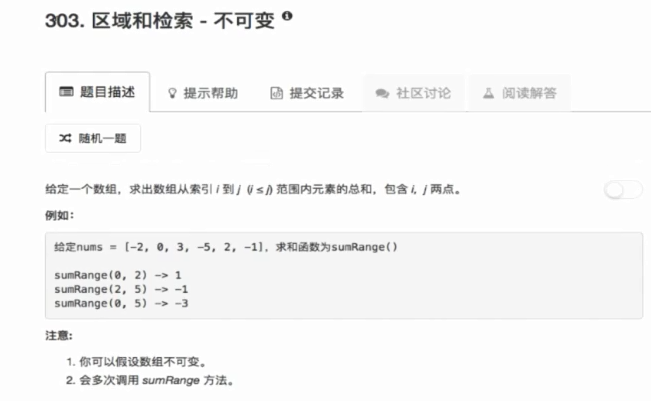 303. 区域和检索 - 不可变
题目描述 提示帮助 提交记录 社区讨论 阅读解答
随机一题
给定一个数组，求出数组从索引 i 到 j (i ≤ j) 范围内元素的总和，包含 i, j 两点。
例如：
给定nums = [-2, 0, 3, -5, 2, -1]，求和函数为sumRange()
sumRange(0, 2) -> 1
sumRange(2, 5) -> -1
sumRange(0, 5) -> -3
注意:
1. 你可以假设数组不可变。
2. 会多次调用 sumRange 方法。